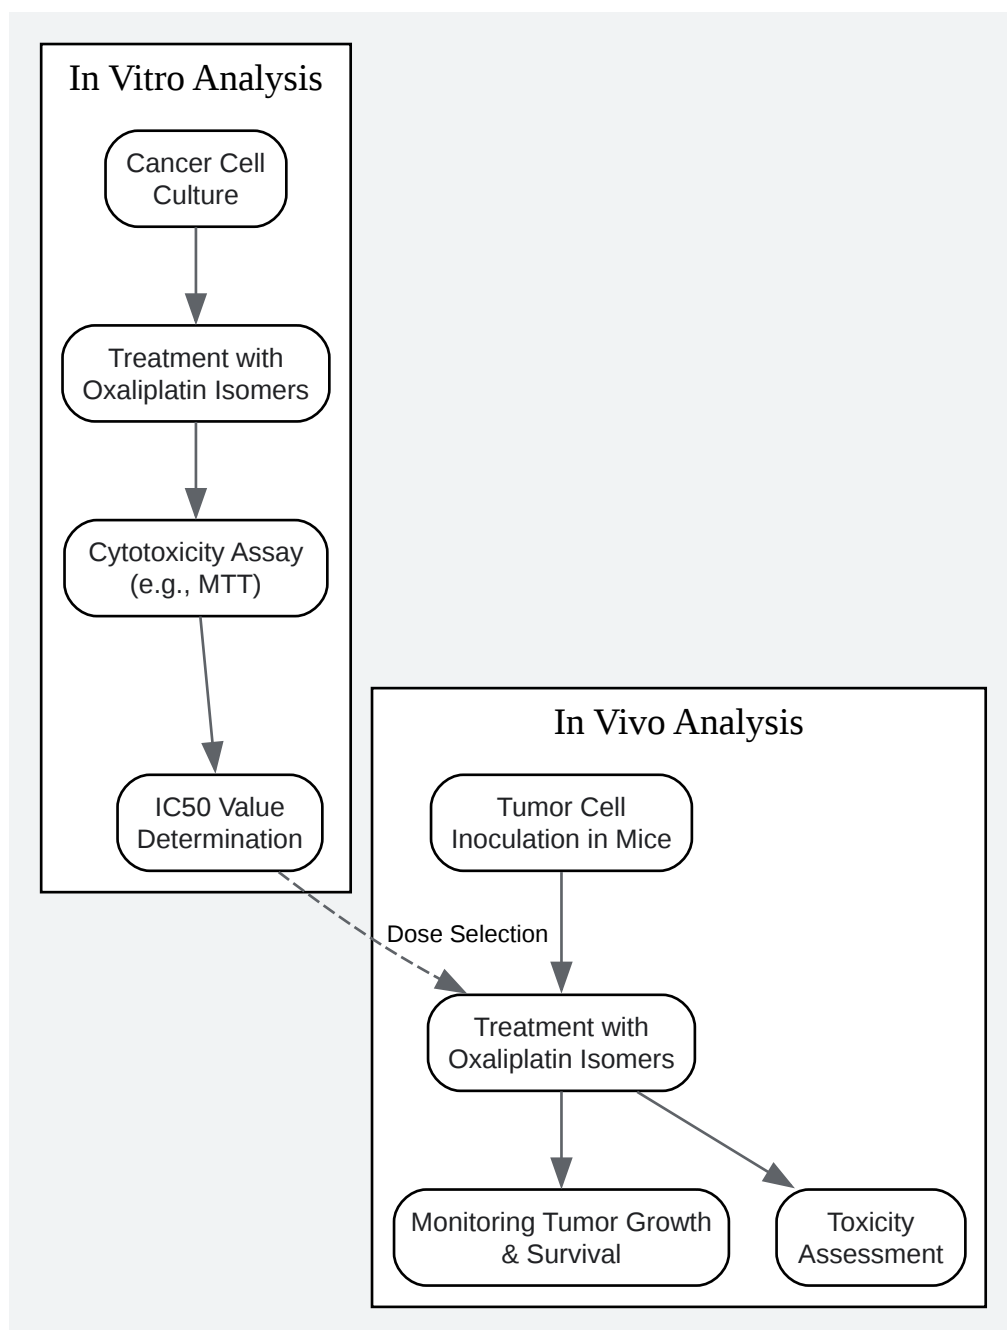 In Vitro Analysis
Cancer Cell
Culture
Treatment with
Oxaliplatin Isomers
Cytotoxicity Assay
(e.g., MTT)
IC50 Value
Determination
In Vivo Analysis
Tumor Cell
Inoculation in Mice
Dose Selection
Treatment with
Oxaliplatin Isomers
Monitoring Tumor Growth
& Survival
Toxicity
Assessment